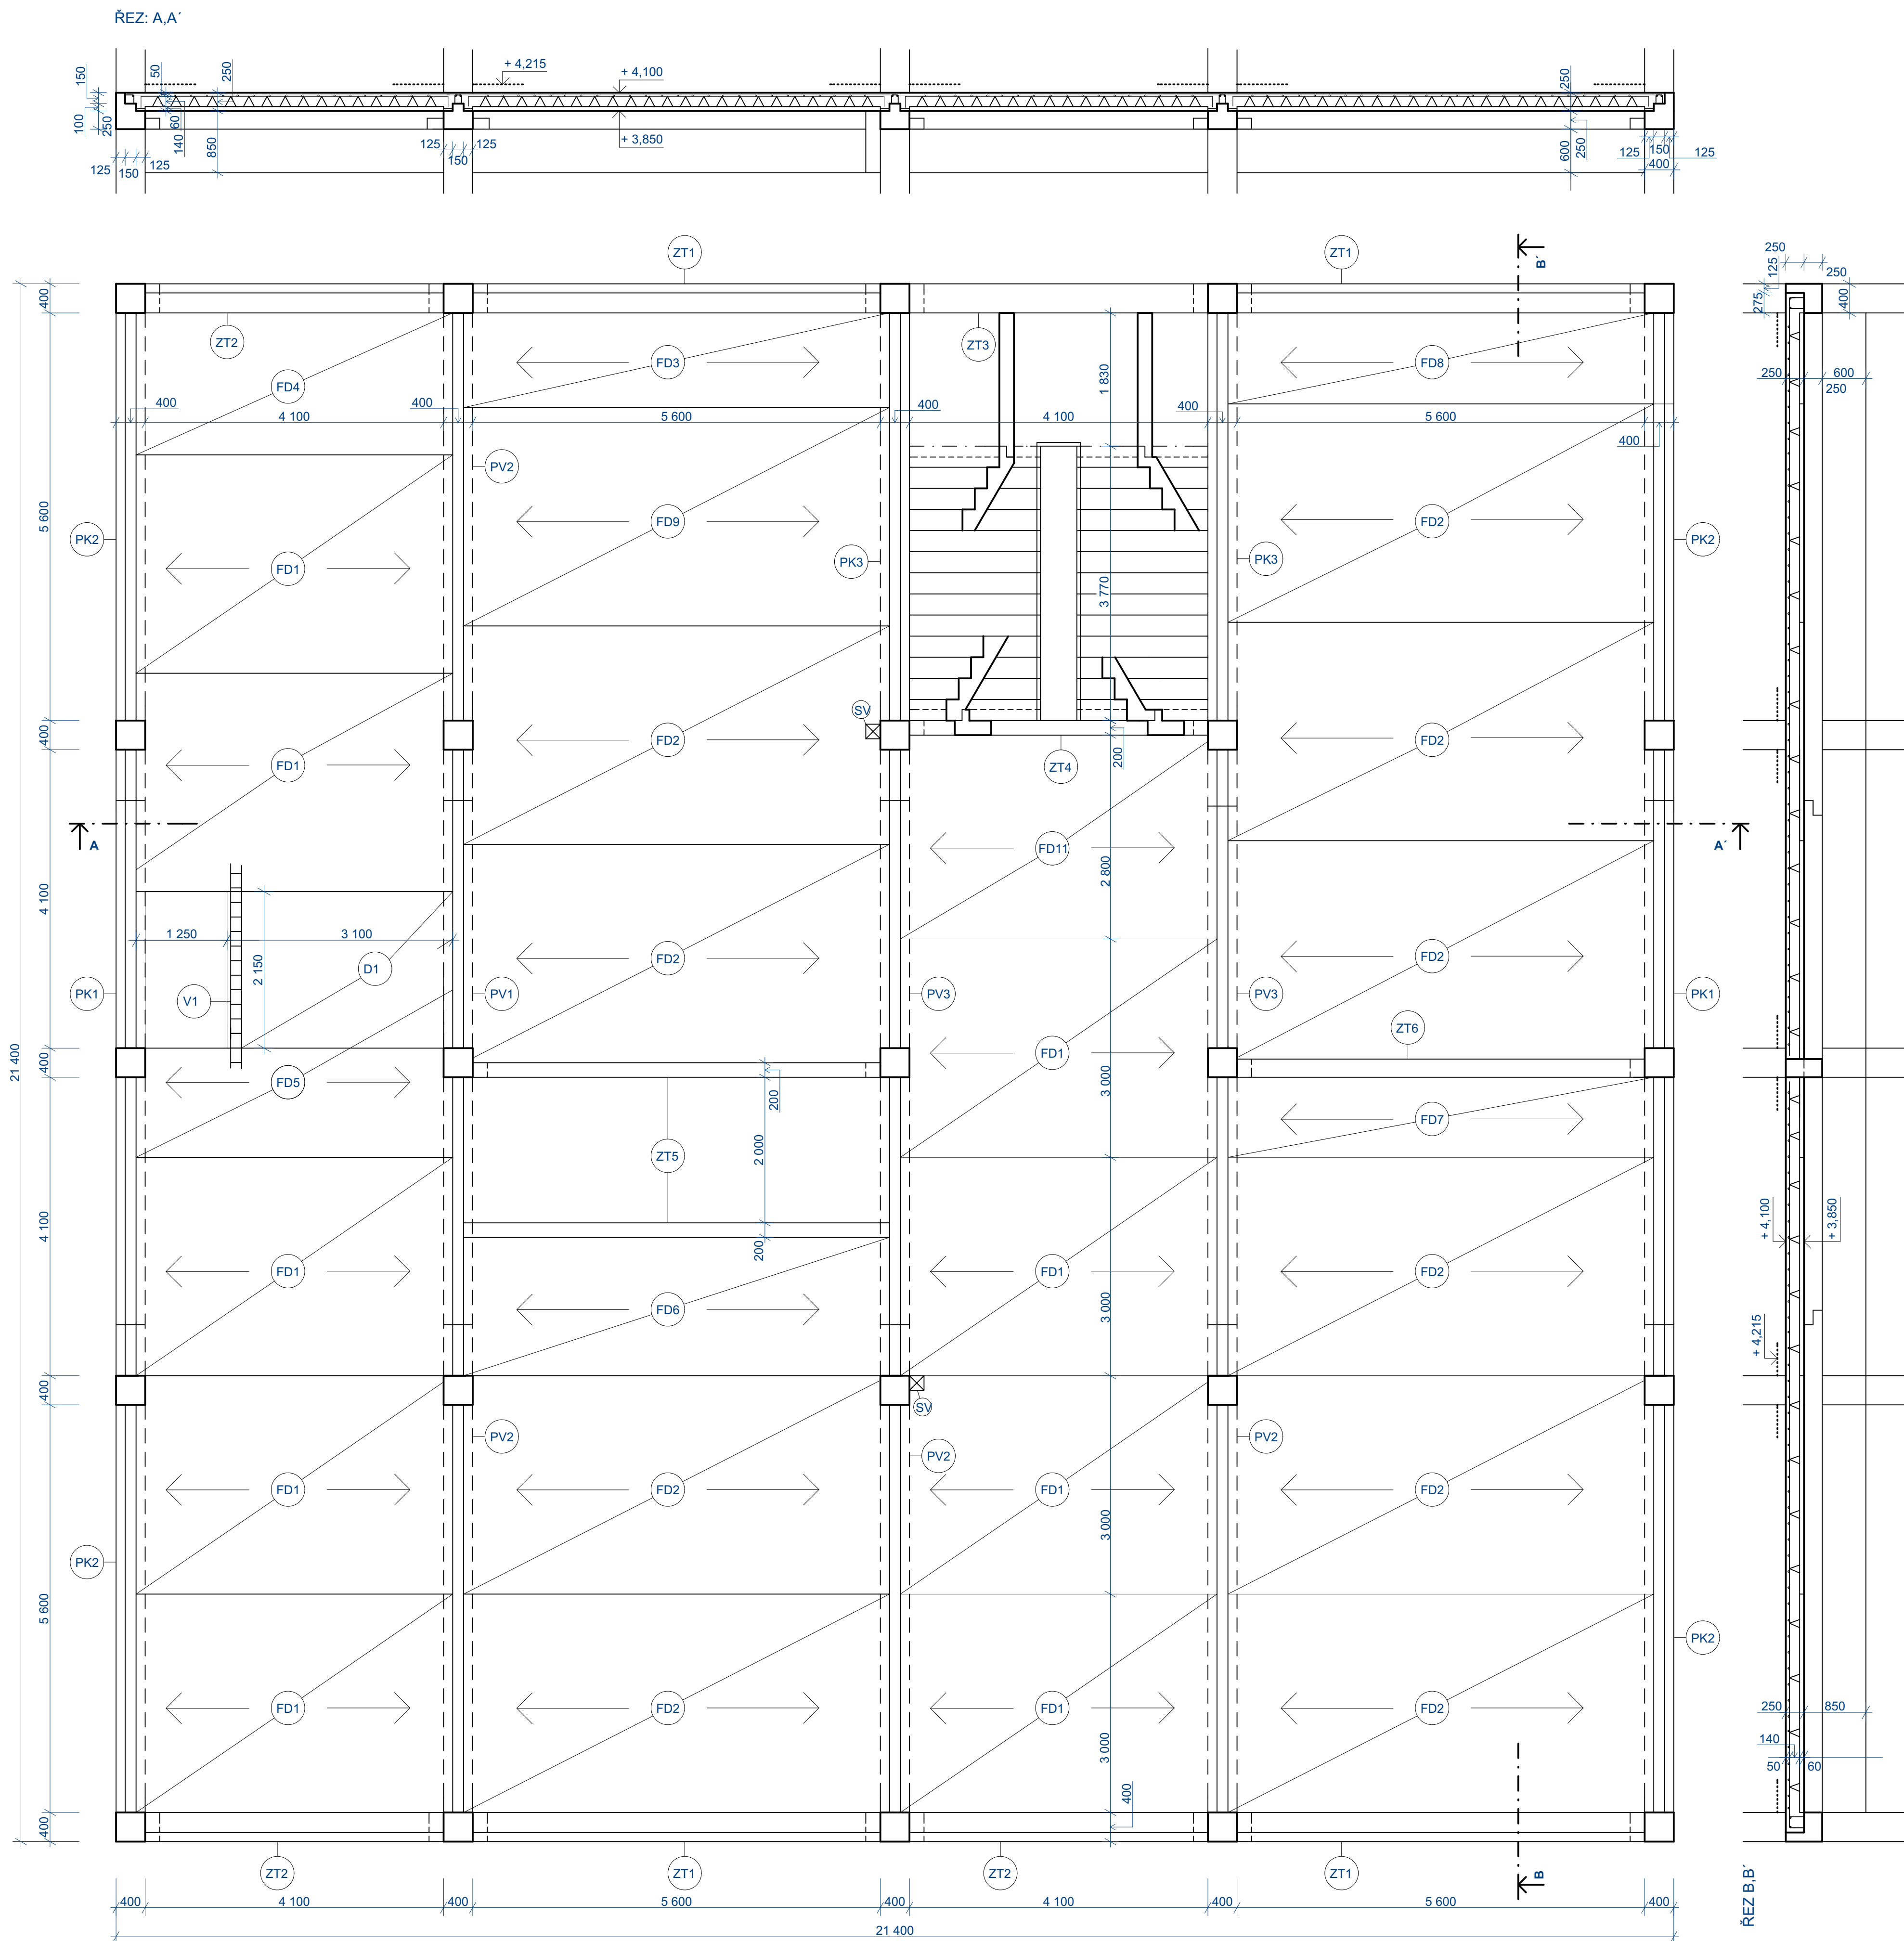 ŘEZ: A,A´
150
50
250
+ 4,215
+ 4,100
250
100
250
140
60
850
+ 3,850
125
150
125
125
150
125
600
250
125
150
125
400
ZT1
ZT1
B´
250
125
250
275
400
400
ZT2
ZT3
FD4
FD3
FD8
1 830
250
600
250
400
4 100
400
5 600
400
4 100
400
5 600
400
PV2
5 600
PK2
FD1
FD9
PK3
3 770
PK3
FD2
PK2
400
SV
FD1
FD2
ZT4
200
FD2
A
A´
FD11
2 800
4 100
1 250
3 100
2 150
D1
V1
PK1
PV1
FD2
PV3
PV3
FD2
PK1
21 400
400
ZT6
FD5
FD1
3 000
200
2 000
ZT5
FD7
4 100
200
FD1
FD6
FD1
3 000
FD2
+ 4,100
+ 3,850
+ 4,215
400
SV
PV2
PV2
PV2
FD1
FD2
FD1
3 000
FD2
PK2
5 600
PK2
FD1
FD2
FD1
3 000
FD2
250
850
140
50
60
400
400
ZT2
ZT1
ZT2
ZT1
B
ŘEZ B,B´
400
4 100
400
5 600
400
4 100
400
5 600
400
21 400